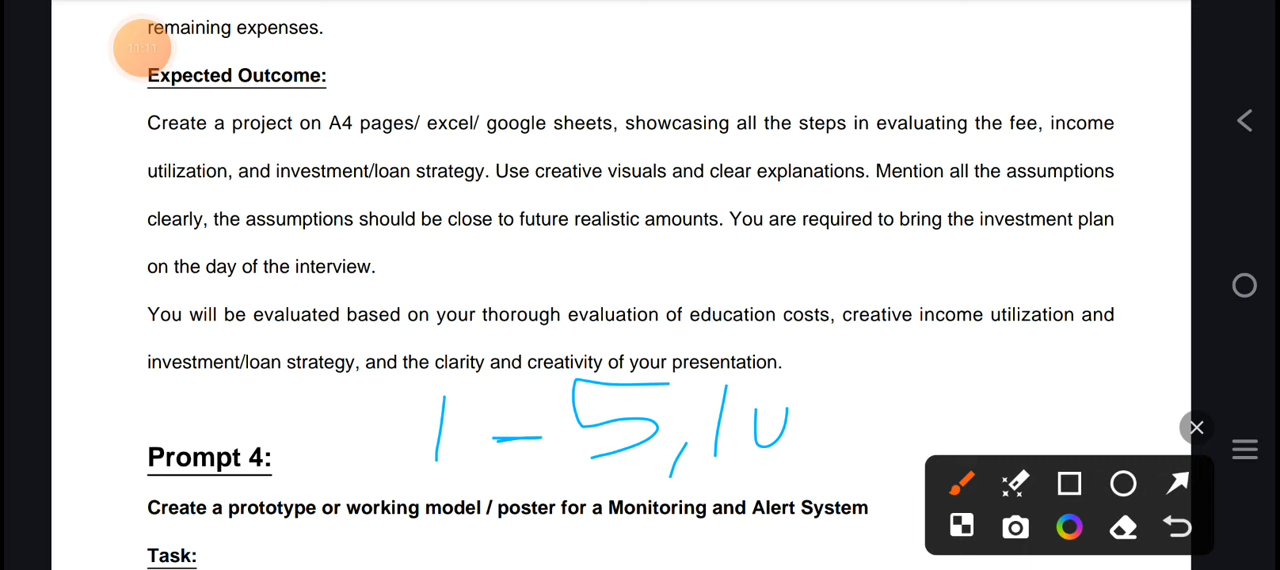 remaining expenses.
11:11
Expected Outcome:
Create a project on A4 pages/ excel/ google sheets, showcasing all the steps in evaluating the fee, income
utilization, and investment/loan strategy. Use creative visuals and clear explanations. Mention all the assumptions
clearly, the assumptions should be close to future realistic amounts. You are required to bring the investment plan
on the day of the interview.
You will be evaluated based on your thorough evaluation of education costs, creative income utilization and
investment/loan strategy, and the clarity and creativity of your presentation.
1 - 5, 10
Prompt 4:
Create a prototype or working model / poster for a Monitoring and Alert System
Task: